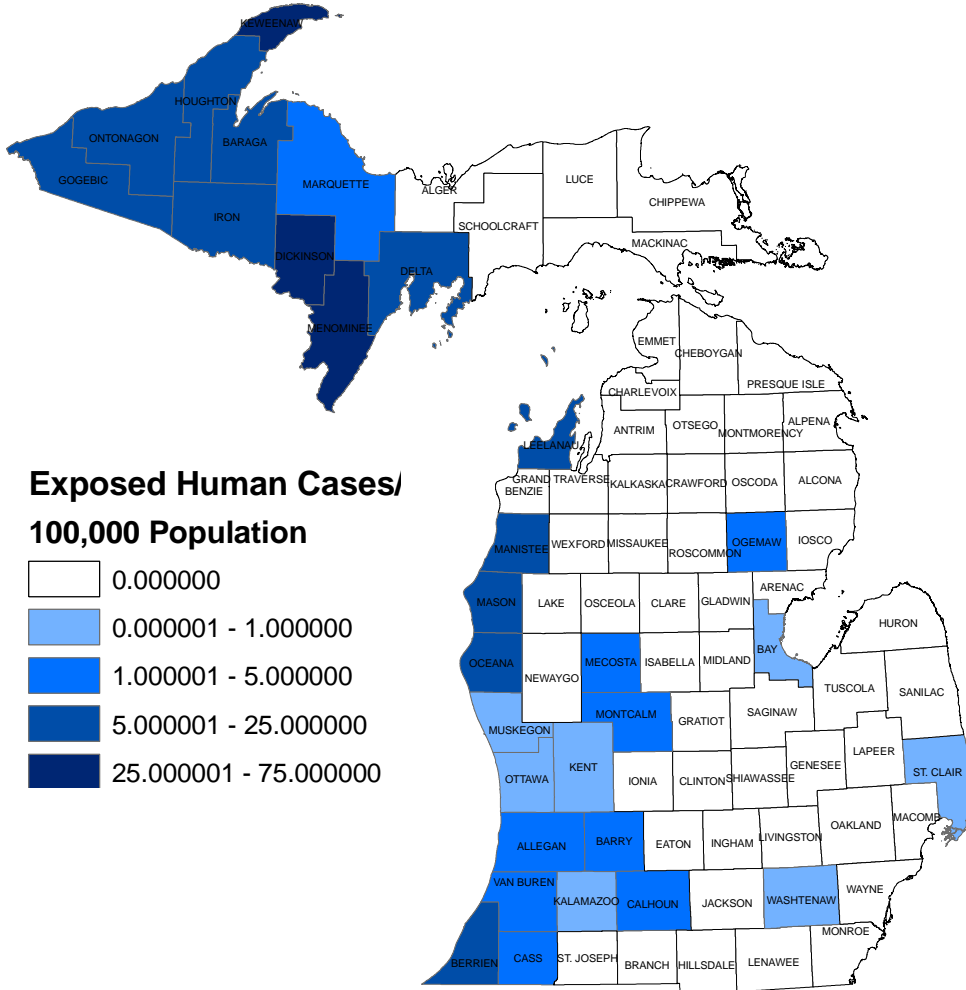 KEWEENAW
HOUGHTON
ONTONAGON
BARAGA
GOGEBIC
MARQUETTE
LUCE
ALGER
CHIPPEWA
IRON
SCHOOLCRAFT
MACKINAC
DICKINSON
DELTA
MENOMINEE
EMMET
CHEBOYGAN
PRESQUE ISLE
CHARLEVOIX
ANTRIM
OTSEGO
MONTMORENCY
ALPENA
LEELANAU
Exposed Human Cases/
100,000 Population
0.000000
0.000001 - 1.000000
1.000001 - 5.000000
5.000001 - 25.000000
25.000001 - 75.000000
GRAND TRAVERSE
BENZIE
KALKASKA
CRAWFORD
OSCODA
ALCONA
MANISTEE
WEXFORD
MISSAUKEE
ROSCOMMON
OGEMAW
IOSCO
ARENAC
MASON
LAKE
OSCEOLA
CLARE
GLADWIN
HURON
OCEANA
NEWAYGO
MECOSTA
ISABELLA
MIDLAND
BAY
TUSCOLA
SANILAC
MUSKEGON
MONTCALM
GRATIOT
SAGINAW
OTTAWA
KENT
IONIA
CLINTON
SHIAWASSEE
GENESEE
LAPEER
ST. CLAIR
ALLEGAN
BARRY
EATON
INGHAM
LIVINGSTON
OAKLAND
MACOMB
VAN BUREN
KALAMAZOO
CALHOUN
JACKSON
WASHTENAW
WAYNE
MONROE
BERRIEN
CASS
ST. JOSEPH
BRANCH
HILLSDALE
LENAWEE